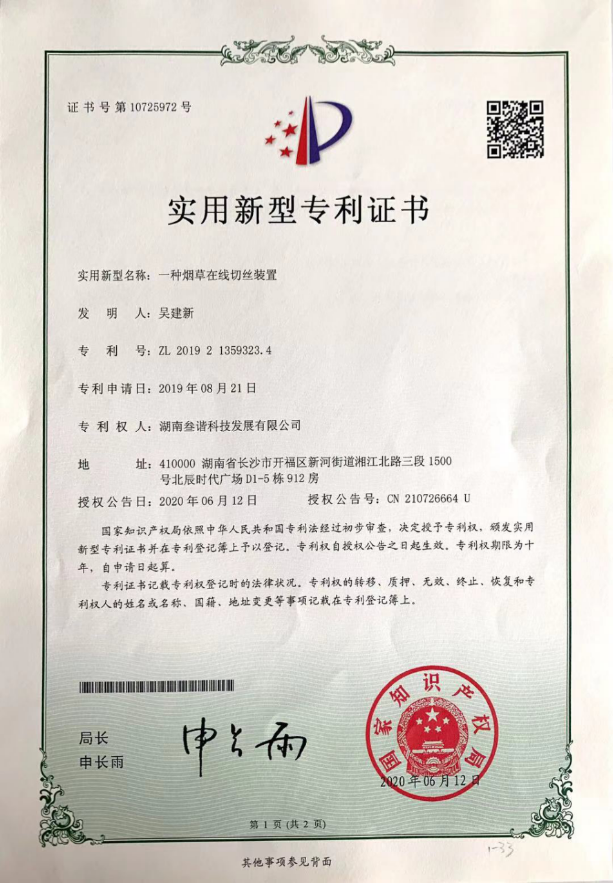 证书号第10725972号
实用新型专利证书
实用新型名称：一种烟草在线切丝装置
发明人：吴建新
专利号：ZL 2019 2 1359323.4
专利申请日：2019年08月21日
专利权人：湖南叁谐科技发展有限公司
地址：410000 湖南省长沙市开福区新河街道湘江北路三段1500
号北辰时代广场D1-5栋912房
授权公告日：2020年06月12日 授权公告号：CN 210726664 U
国家知识产权局依照中华人民共和国专利法经过初步审查，决定授予专利权，颁发实用
新型专利证书并在专利登记簿上予以登记。专利权自授权公告之日起生效。专利权期限为十
年，自申请日起算。
专利证书记载专利权登记时的法律状况。专利权的转移、质押、无效、终止、恢复和专
利权人的姓名或名称、国籍、地址变更等事项记载在专利登记簿上。
局长
申长雨
申长雨
国家知识产权局
2020年06月12日
第1页(共2页)
其他事项参见背面
1-33